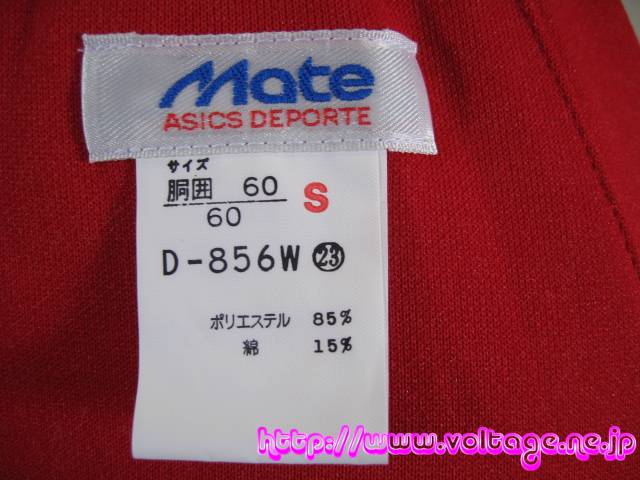 Mate
ASICS DEPORTE
サイズ
胴囲 60 S
60
D-856W ㉓
ポリエステル 85%
綿 15%
http://www.voltage.ne.jp